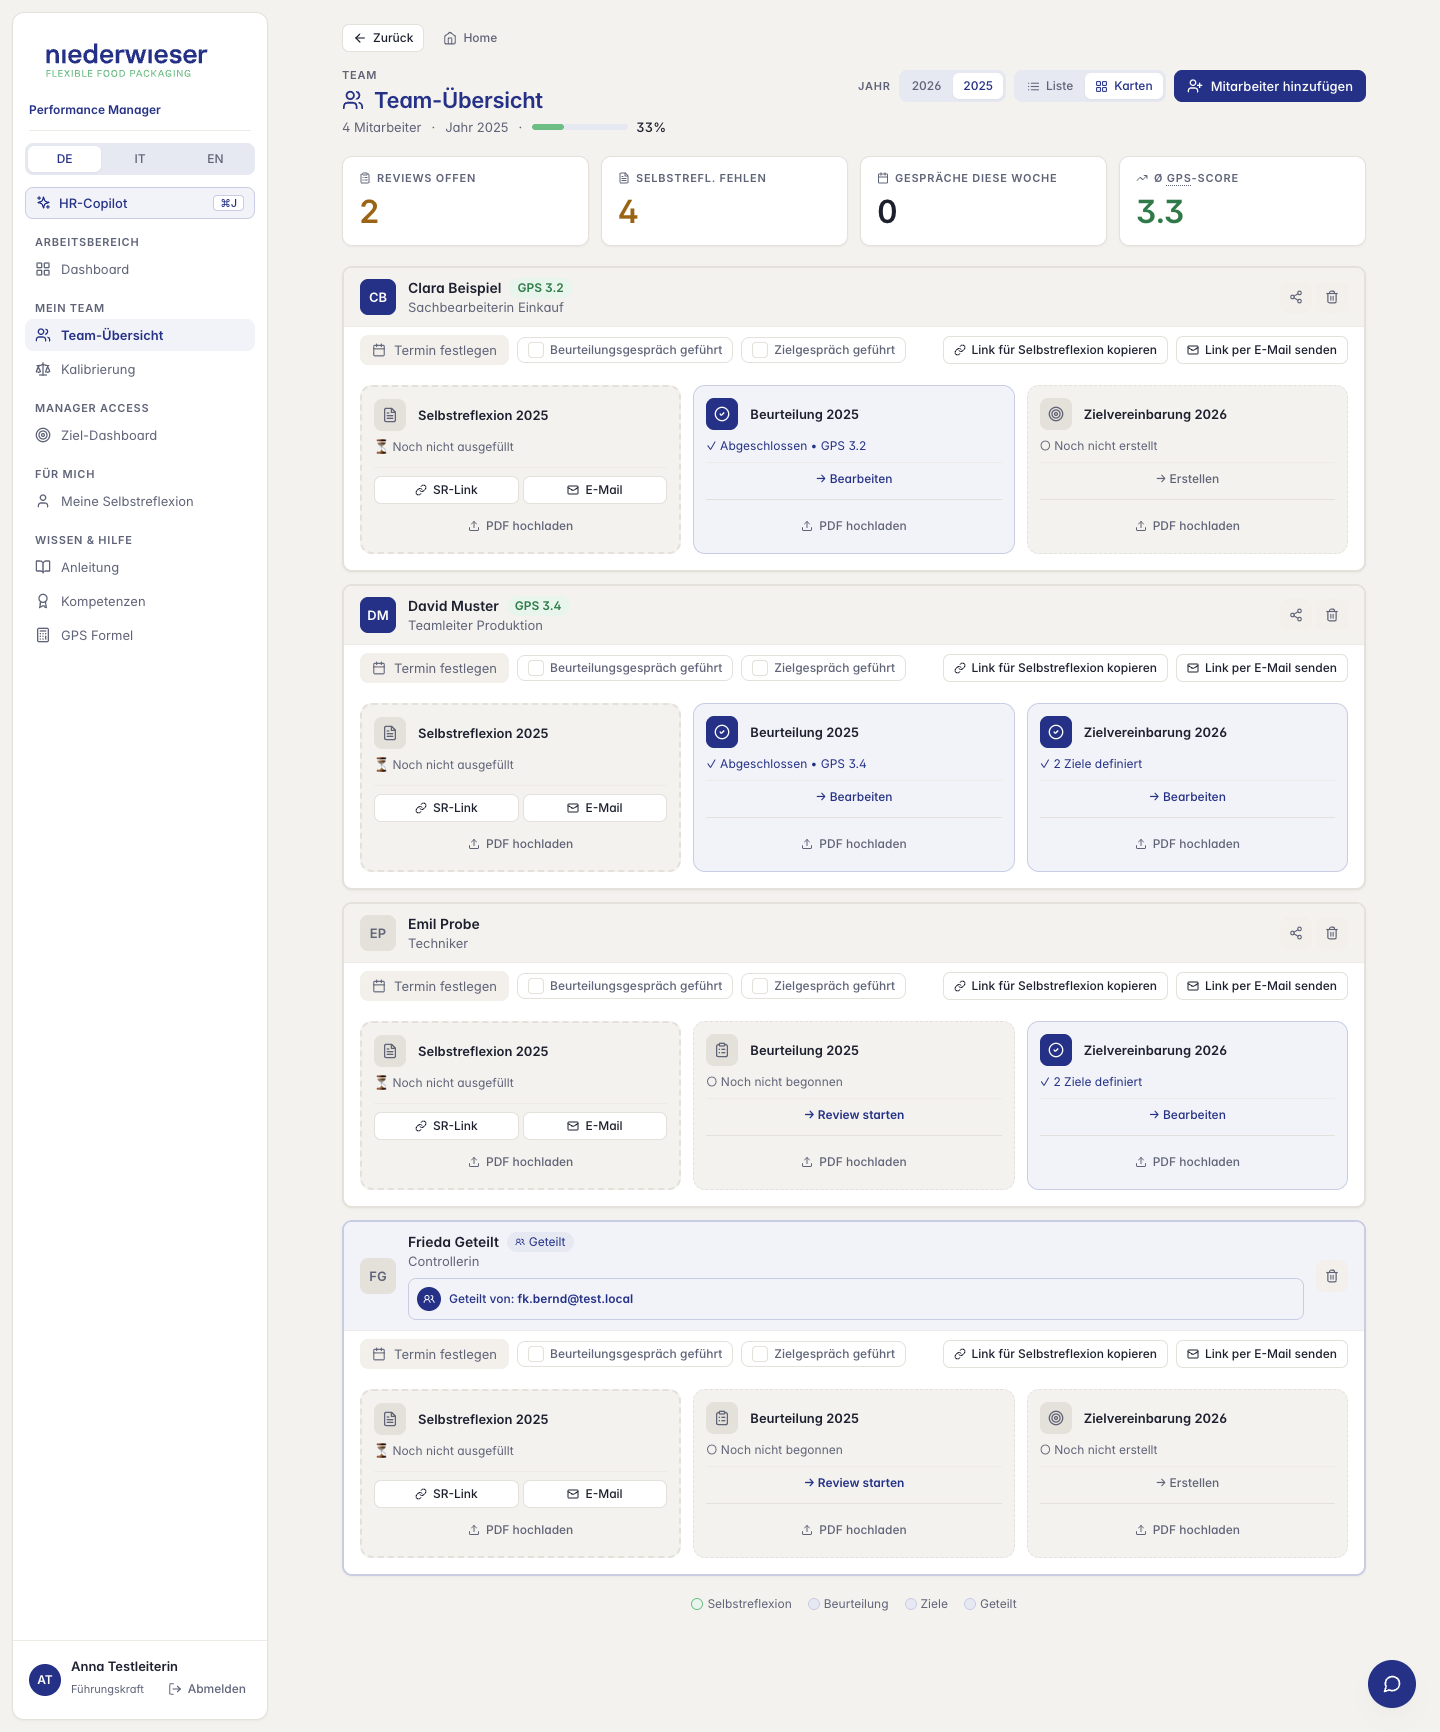 niederwieser
FLEXIBLE FOOD PACKAGING
Performance Manager
DE IT EN
HR-Copilot ⌘J
ARBEITSBEREICH
Dashboard
MEIN TEAM
Team-Übersicht
Kalibrierung
MANAGER ACCESS
Ziel-Dashboard
FÜR MICH
Meine Selbstreflexion
WISSEN & HILFE
Anleitung
Kompetenzen
GPS Formel
AT
Anna Testleiterin
Führungskraft Abmelden
← Zurück Home
TEAM
Team-Übersicht
4 Mitarbeiter · Jahr 2025 · 33%
JAHR 2026 2025 Liste Karten Mitarbeiter hinzufügen
REVIEWS OFFEN
2
SELBSTREFL. FEHLEN
4
GESPRÄCHE DIESE WOCHE
0
Ø GPS-SCORE
3.3
CB
Clara Beispiel GPS 3.2
Sachbearbeiterin Einkauf
Termin festlegen Beurteilungsgespräch geführt Zielgespräch geführt Link für Selbstreflexion kopieren Link per E-Mail senden
Selbstreflexion 2025
⏳ Noch nicht ausgefüllt
SR-Link E-Mail
PDF hochladen
Beurteilung 2025
✓ Abgeschlossen • GPS 3.2
→ Bearbeiten
PDF hochladen
Zielvereinbarung 2026
○ Noch nicht erstellt
→ Erstellen
PDF hochladen
DM
David Muster GPS 3.4
Teamleiter Produktion
Termin festlegen Beurteilungsgespräch geführt Zielgespräch geführt Link für Selbstreflexion kopieren Link per E-Mail senden
Selbstreflexion 2025
⏳ Noch nicht ausgefüllt
SR-Link E-Mail
PDF hochladen
Beurteilung 2025
✓ Abgeschlossen • GPS 3.4
→ Bearbeiten
PDF hochladen
Zielvereinbarung 2026
✓ 2 Ziele definiert
→ Bearbeiten
PDF hochladen
EP
Emil Probe
Techniker
Termin festlegen Beurteilungsgespräch geführt Zielgespräch geführt Link für Selbstreflexion kopieren Link per E-Mail senden
Selbstreflexion 2025
⏳ Noch nicht ausgefüllt
SR-Link E-Mail
PDF hochladen
Beurteilung 2025
○ Noch nicht begonnen
→ Review starten
PDF hochladen
Zielvereinbarung 2026
✓ 2 Ziele definiert
→ Bearbeiten
PDF hochladen
FG
Frieda Geteilt Geteilt
Controllerin
Geteilt von: fk.bernd@test.local
Termin festlegen Beurteilungsgespräch geführt Zielgespräch geführt Link für Selbstreflexion kopieren Link per E-Mail senden
Selbstreflexion 2025
⏳ Noch nicht ausgefüllt
SR-Link E-Mail
PDF hochladen
Beurteilung 2025
○ Noch nicht begonnen
→ Review starten
PDF hochladen
Zielvereinbarung 2026
○ Noch nicht erstellt
→ Erstellen
PDF hochladen
Selbstreflexion Beurteilung Ziele Geteilt